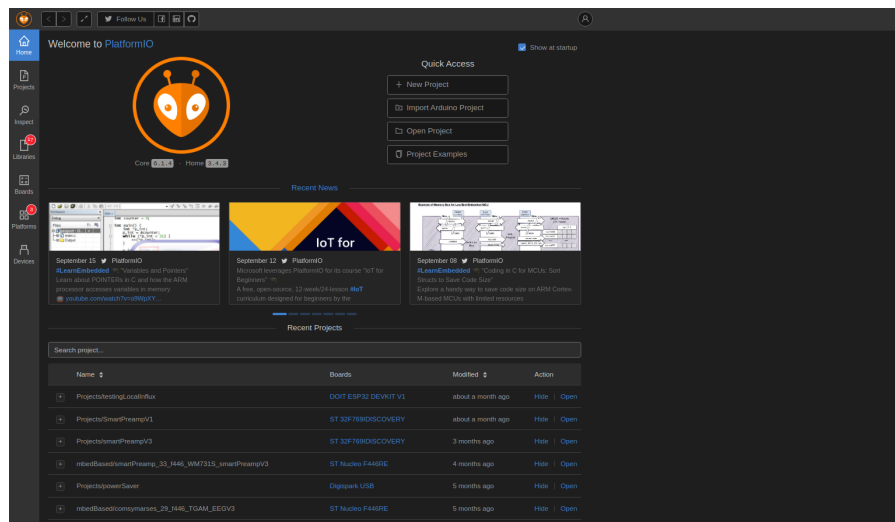 Follow Us
Home
Projects
Inspect
Libraries
Boards
Platforms
Devices
Welcome to PlatformIO
Show at startup
Core 6.1.4 · Home 3.4.3
Quick Access
New Project
Import Arduino Project
Open Project
Project Examples
Recent News
September 15 PlatformIO
#LearnEmbedded "Variables and Pointers"
Learn about POINTERs in C and how the ARM
processor accesses variables in memory
IoT for
September 12 PlatformIO
Microsoft leverages PlatformIO for its course "IoT for
Beginners"
A free, open-source, 12-week/24-lesson #IoT
curriculum designed for beginners by the
September 08 PlatformIO
#LearnEmbedded "Coding in C for MCUs: Sort
Structs to Save Code Size"
Explore a handy way to save code size on ARM Cortex-
M-based MCUs with limited resources
Recent Projects
Search project...
Name Boards Modified Action
Projects/testingLocalInflux DOIT ESP32 DEVKIT V1 about a month ago Hide | Open
Projects/SmartPreampV1 ST 32F769IDISCOVERY about a month ago Hide | Open
Projects/smartPreampV3 ST 32F769IDISCOVERY 3 months ago Hide | Open
mbedBased/smartPreamp_33_f446_WM731S_smartPreampV3 ST Nucleo F446RE 4 months ago Hide | Open
Projects/powerSaver Digispark USB 5 months ago Hide | Open
mbedBased/comsymarses_29_f446_TGAM_EEGV3 ST Nucleo F446RE 5 months ago Hide | Open